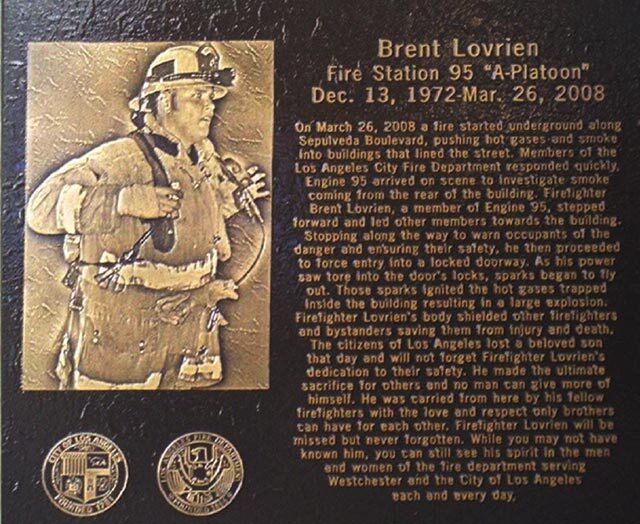 Brent Lovrien
Fire Station 95 "A-Platoon"
Dec. 13, 1972-Mar. 26, 2008
On March 26, 2008 a fire started underground along
Sepulveda Boulevard, pushing hot gases and smoke
into buildings that lined the street. Members of the
Los Angeles City Fire Department responded quickly.
Engine 95 arrived on scene to investigate smoke
coming from the rear of the building. Firefighter
Brent Lovrien, a member of Engine 95, stepped
forward and led other members towards the building.
Stopping along the way to warn occupants of the
danger and ensuring their safety, he then proceeded
to force entry into a locked doorway. As his power
saw tore into the door's locks, sparks began to fly
out. Those sparks ignited the hot gases trapped
inside the building resulting in a large explosion.
Firefighter Lovrien's body shielded other firefighters
and bystanders saving them from injury and death.
The citizens of Los Angeles lost a beloved son
that day and will not forget Firefighter Lovrien's
dedication to their safety. He made the ultimate
sacrifice for others and no man can give more of
himself. He was carried from here by his fellow
firefighters with the love and respect only brothers
can have for each other. Firefighter Lovrien will be
missed but never forgotten. While you may not have
known him, you can still see his spirit in the men
and women of the fire department serving
Westchester and the City of Los Angeles
each and every day.
CITY OF LOS ANGELES
FOUNDED 1781
LOS ANGELES FIRE DEPARTMENT